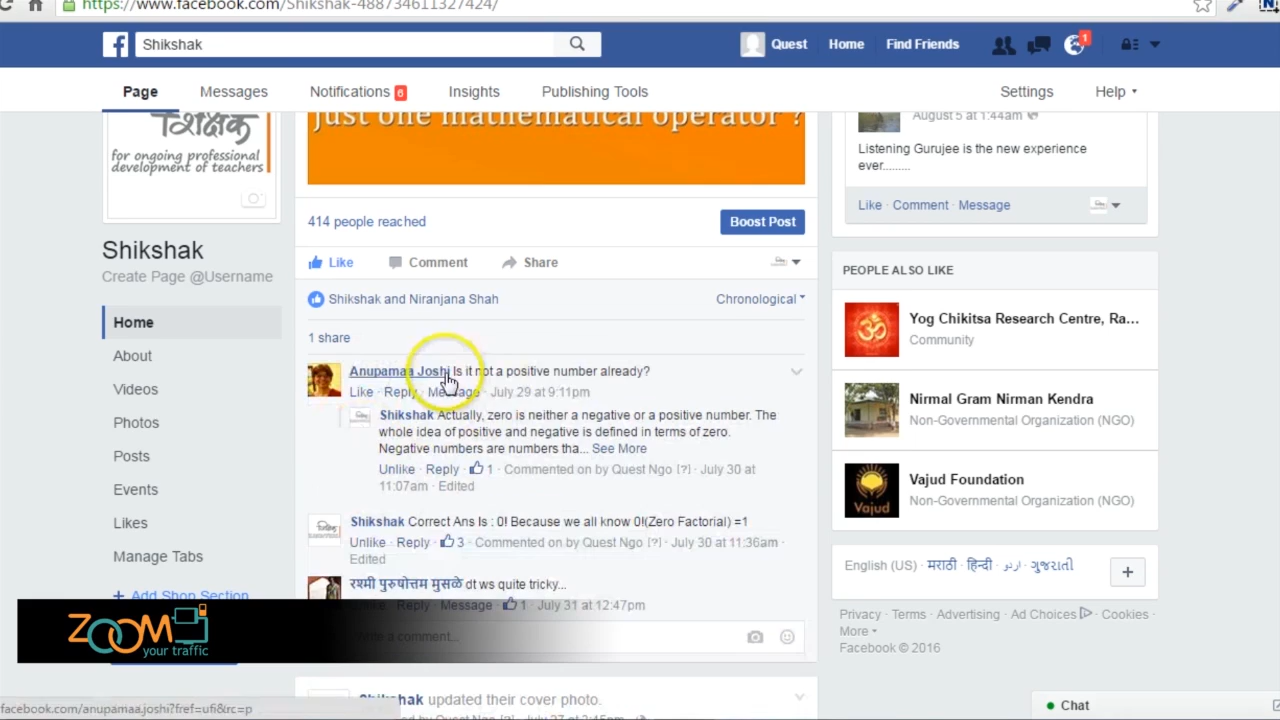 https://www.facebook.com/Shikshak-488734611327424/
Shikshak
Quest Home Find Friends 1
Page Messages Notifications 6 Insights Publishing Tools Settings Help
शिक्षक
for ongoing professional
development of teachers
Shikshak
Create Page @Username
Home
About
Videos
Photos
Posts
Events
Likes
Manage Tabs
+ Add Shop Section
ZOOM
your traffic
just one mathematical operator ?
414 people reached Boost Post
Like Comment Share
Shikshak and Niranjana Shah Chronological
1 share
Anupamaa Joshi Is it not a positive number already?
Like · Reply · Message · July 29 at 9:11pm
Shikshak Actually, zero is neither a negative or a positive number. The
whole idea of positive and negative is defined in terms of zero.
Negative numbers are numbers tha... See More
Unlike · Reply · 1 · Commented on by Quest Ngo [?] · July 30 at
11:07am · Edited
Shikshak Correct Ans Is : 0! Because we all know 0!(Zero Factorial) =1
Unlike · Reply · 3 · Commented on by Quest Ngo [?] · July 30 at 11:36am ·
Edited
रश्मी पुरुषोत्तम मुसळे dt ws quite tricky...
Reply · Message · 1 · July 31 at 12:47pm
Write a comment...
Shikshak updated their cover photo.
August 5 at 1:44am
Listening Gurujee is the new experience
ever.........
Like · Comment · Message
PEOPLE ALSO LIKE
Yog Chikitsa Research Centre, Ra...
Community
Nirmal Gram Nirman Kendra
Non-Governmental Organization (NGO)
Vajud Foundation
Non-Governmental Organization (NGO)
Vajud
English (US) · मराठी · हिन्दी · اردو · ગુજરાતી
Privacy · Terms · Advertising · Ad Choices · Cookies ·
More
Facebook © 2016
Chat
facebook.com/anupamaa.joshi?fref=ufi&rc=p